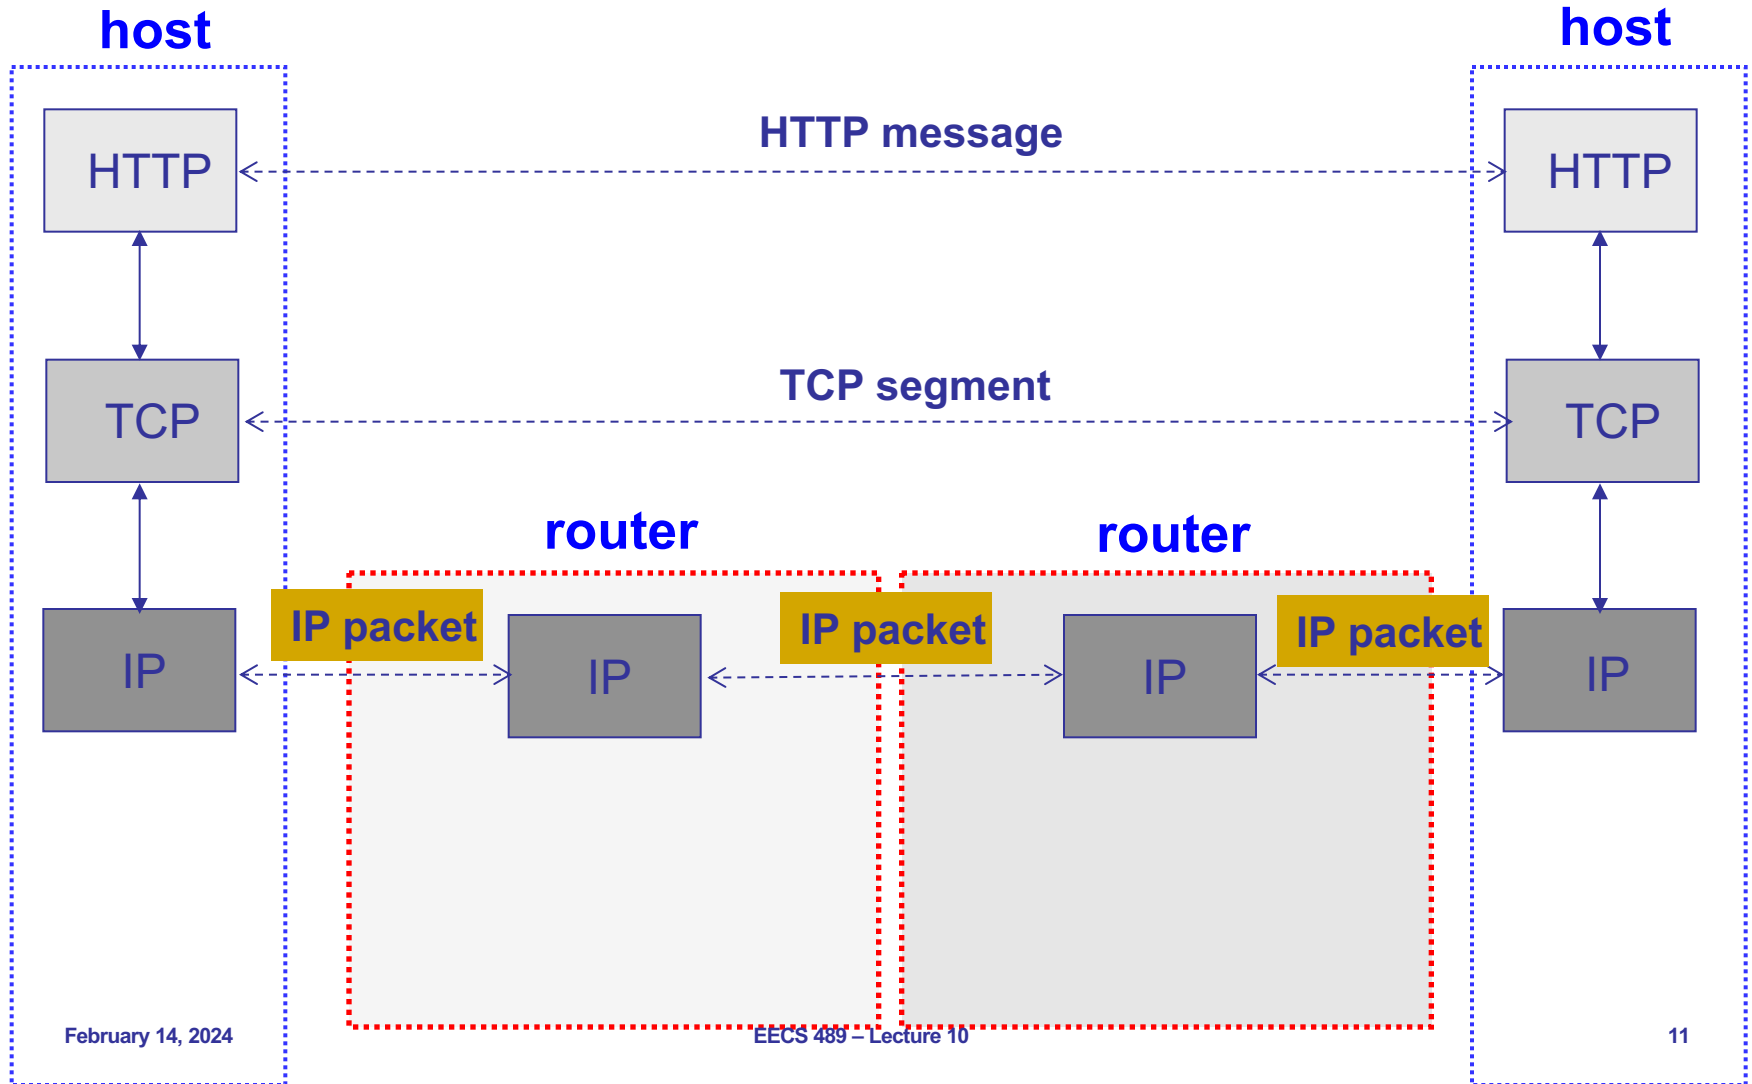 host
host
HTTP
HTTP message
HTTP
TCP
TCP segment
TCP
router
router
IP packet
IP packet
IP packet
IP
IP
IP
IP
February 14, 2024
EECS 489 – Lecture 10
11